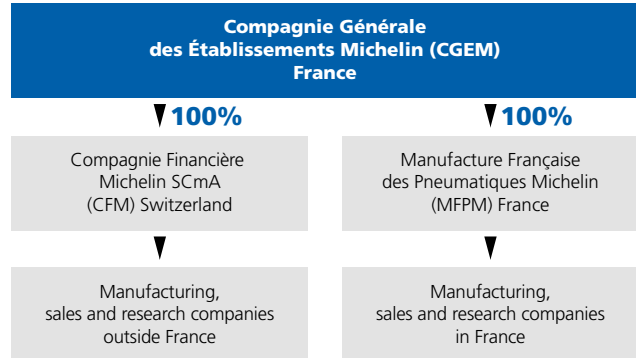 Compagnie Générale
des Établissements Michelin (CGEM)
France
100%
100%
Compagnie Financière
Michelin SCmA
(CFM) Switzerland
Manufacture Française
des Pneumatiques Michelin
(MFPM) France
Manufacturing,
sales and research companies
outside France
Manufacturing,
sales and research companies
in France